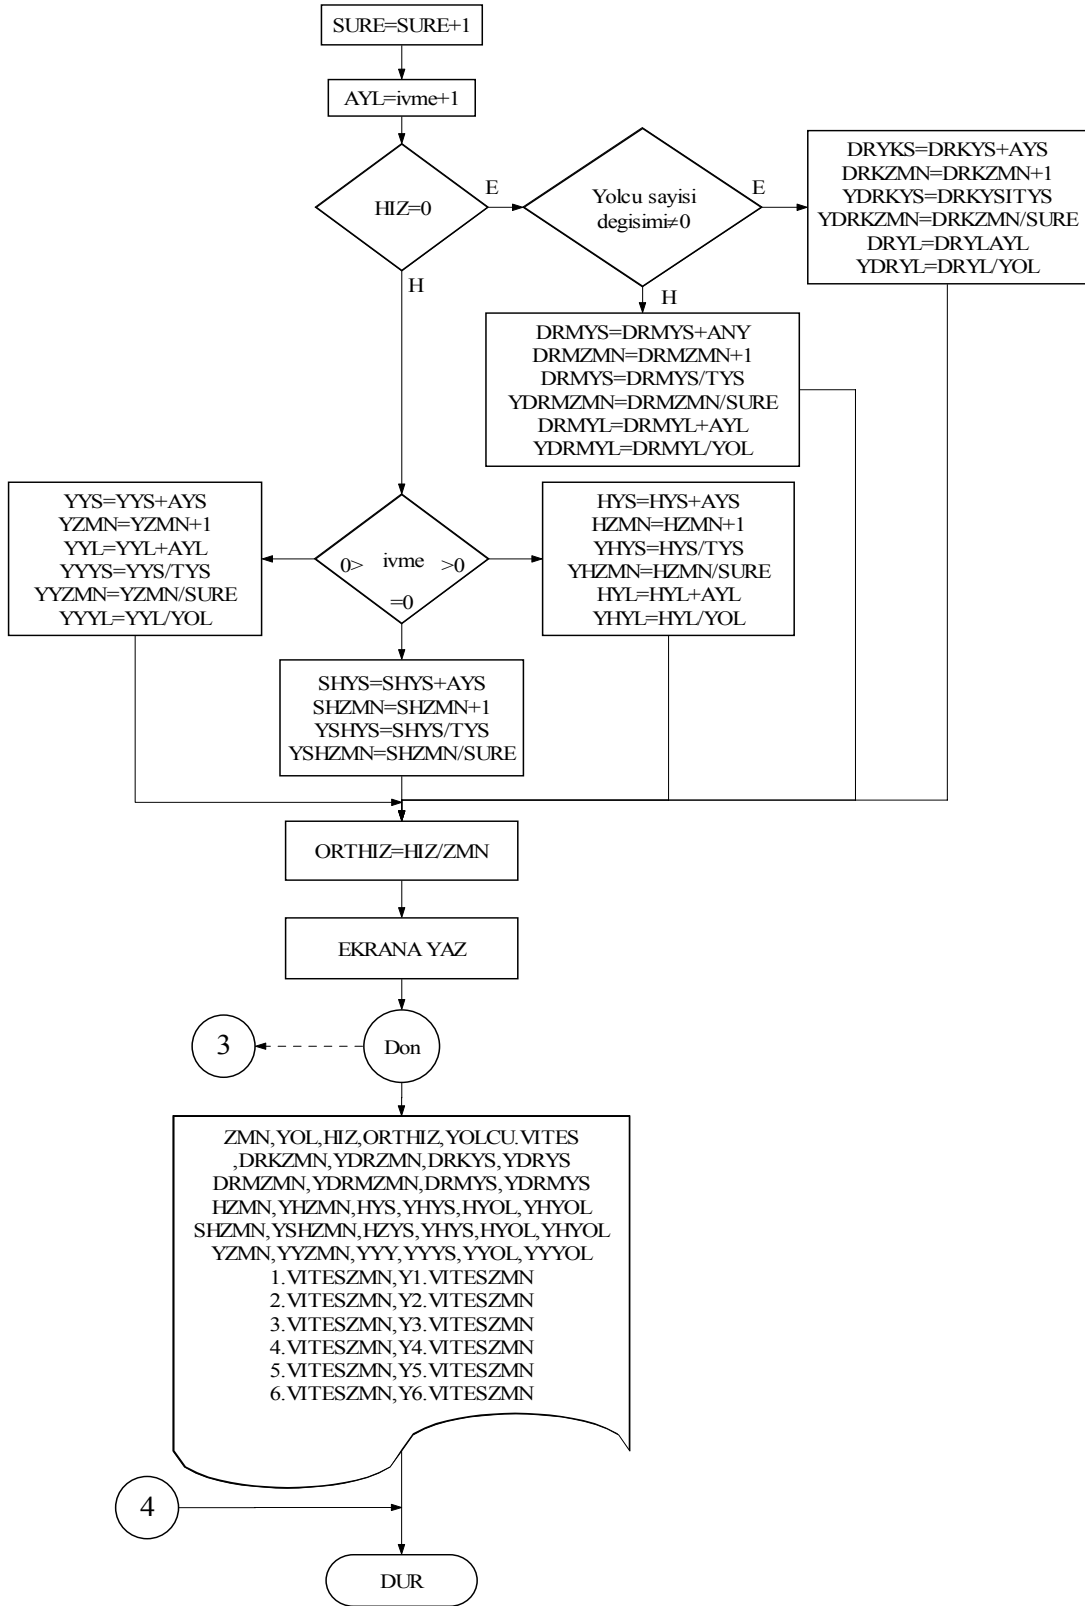 SURE=SURE+1
AYL=ivme+1
HIZ=0
E
H
Yolcu sayisi
degisimi≠0
E
H
DRYKS=DRKYS+AYS
DRKZMN=DRKZMN+1
YDRKYS=DRKYSITYS
YDRKZMN=DRKZMN/SURE
DRYL=DRYLAYL
YDRYL=DRYL/YOL
DRMYS=DRMYS+ANY
DRMZMN=DRMZMN+1
DRMYS=DRMYS/TYS
YDRMZMN=DRMZMN/SURE
DRMYL=DRMYL+AYL
YDRMYL=DRMYL/YOL
YYS=YYS+AYS
YZMN=YZMN+1
YYL=YYL+AYL
YYYS=YYS/TYS
YYZMN=YZMN/SURE
YYYL=YYL/YOL
0> ivme >0
=0
HYS=HYS+AYS
HZMN=HZMN+1
YHYS=HYS/TYS
YHZMN=HZMN/SURE
HYL=HYL+AYL
YHYL=HYL/YOL
SHYS=SHYS+AYS
SHZMN=SHZMN+1
YSHYS=SHYS/TYS
YSHZMN=SHZMN/SURE
ORTHIZ=HIZ/ZMN
EKRANA YAZ
3
Don
ZMN,YOL,HIZ,ORTHIZ,YOLCU.VITES
,DRKZMN,YDRZMN,DRKYS,YDRYS
DRMZMN,YDRMZMN,DRMYS,YDRMYS
HZMN,YHZMN,HYS,YHYS,HYOL,YHYOL
SHZMN,YSHZMN,HZYS,YHYS,HYOL,YHYOL
YZMN,YYZMN,YYY,YYYS,YYOL,YYYOL
1.VITESZMN,Y1.VITESZMN
2.VITESZMN,Y2.VITESZMN
3.VITESZMN,Y3.VITESZMN
4.VITESZMN,Y4.VITESZMN
5.VITESZMN,Y5.VITESZMN
6.VITESZMN,Y6.VITESZMN
4
DUR